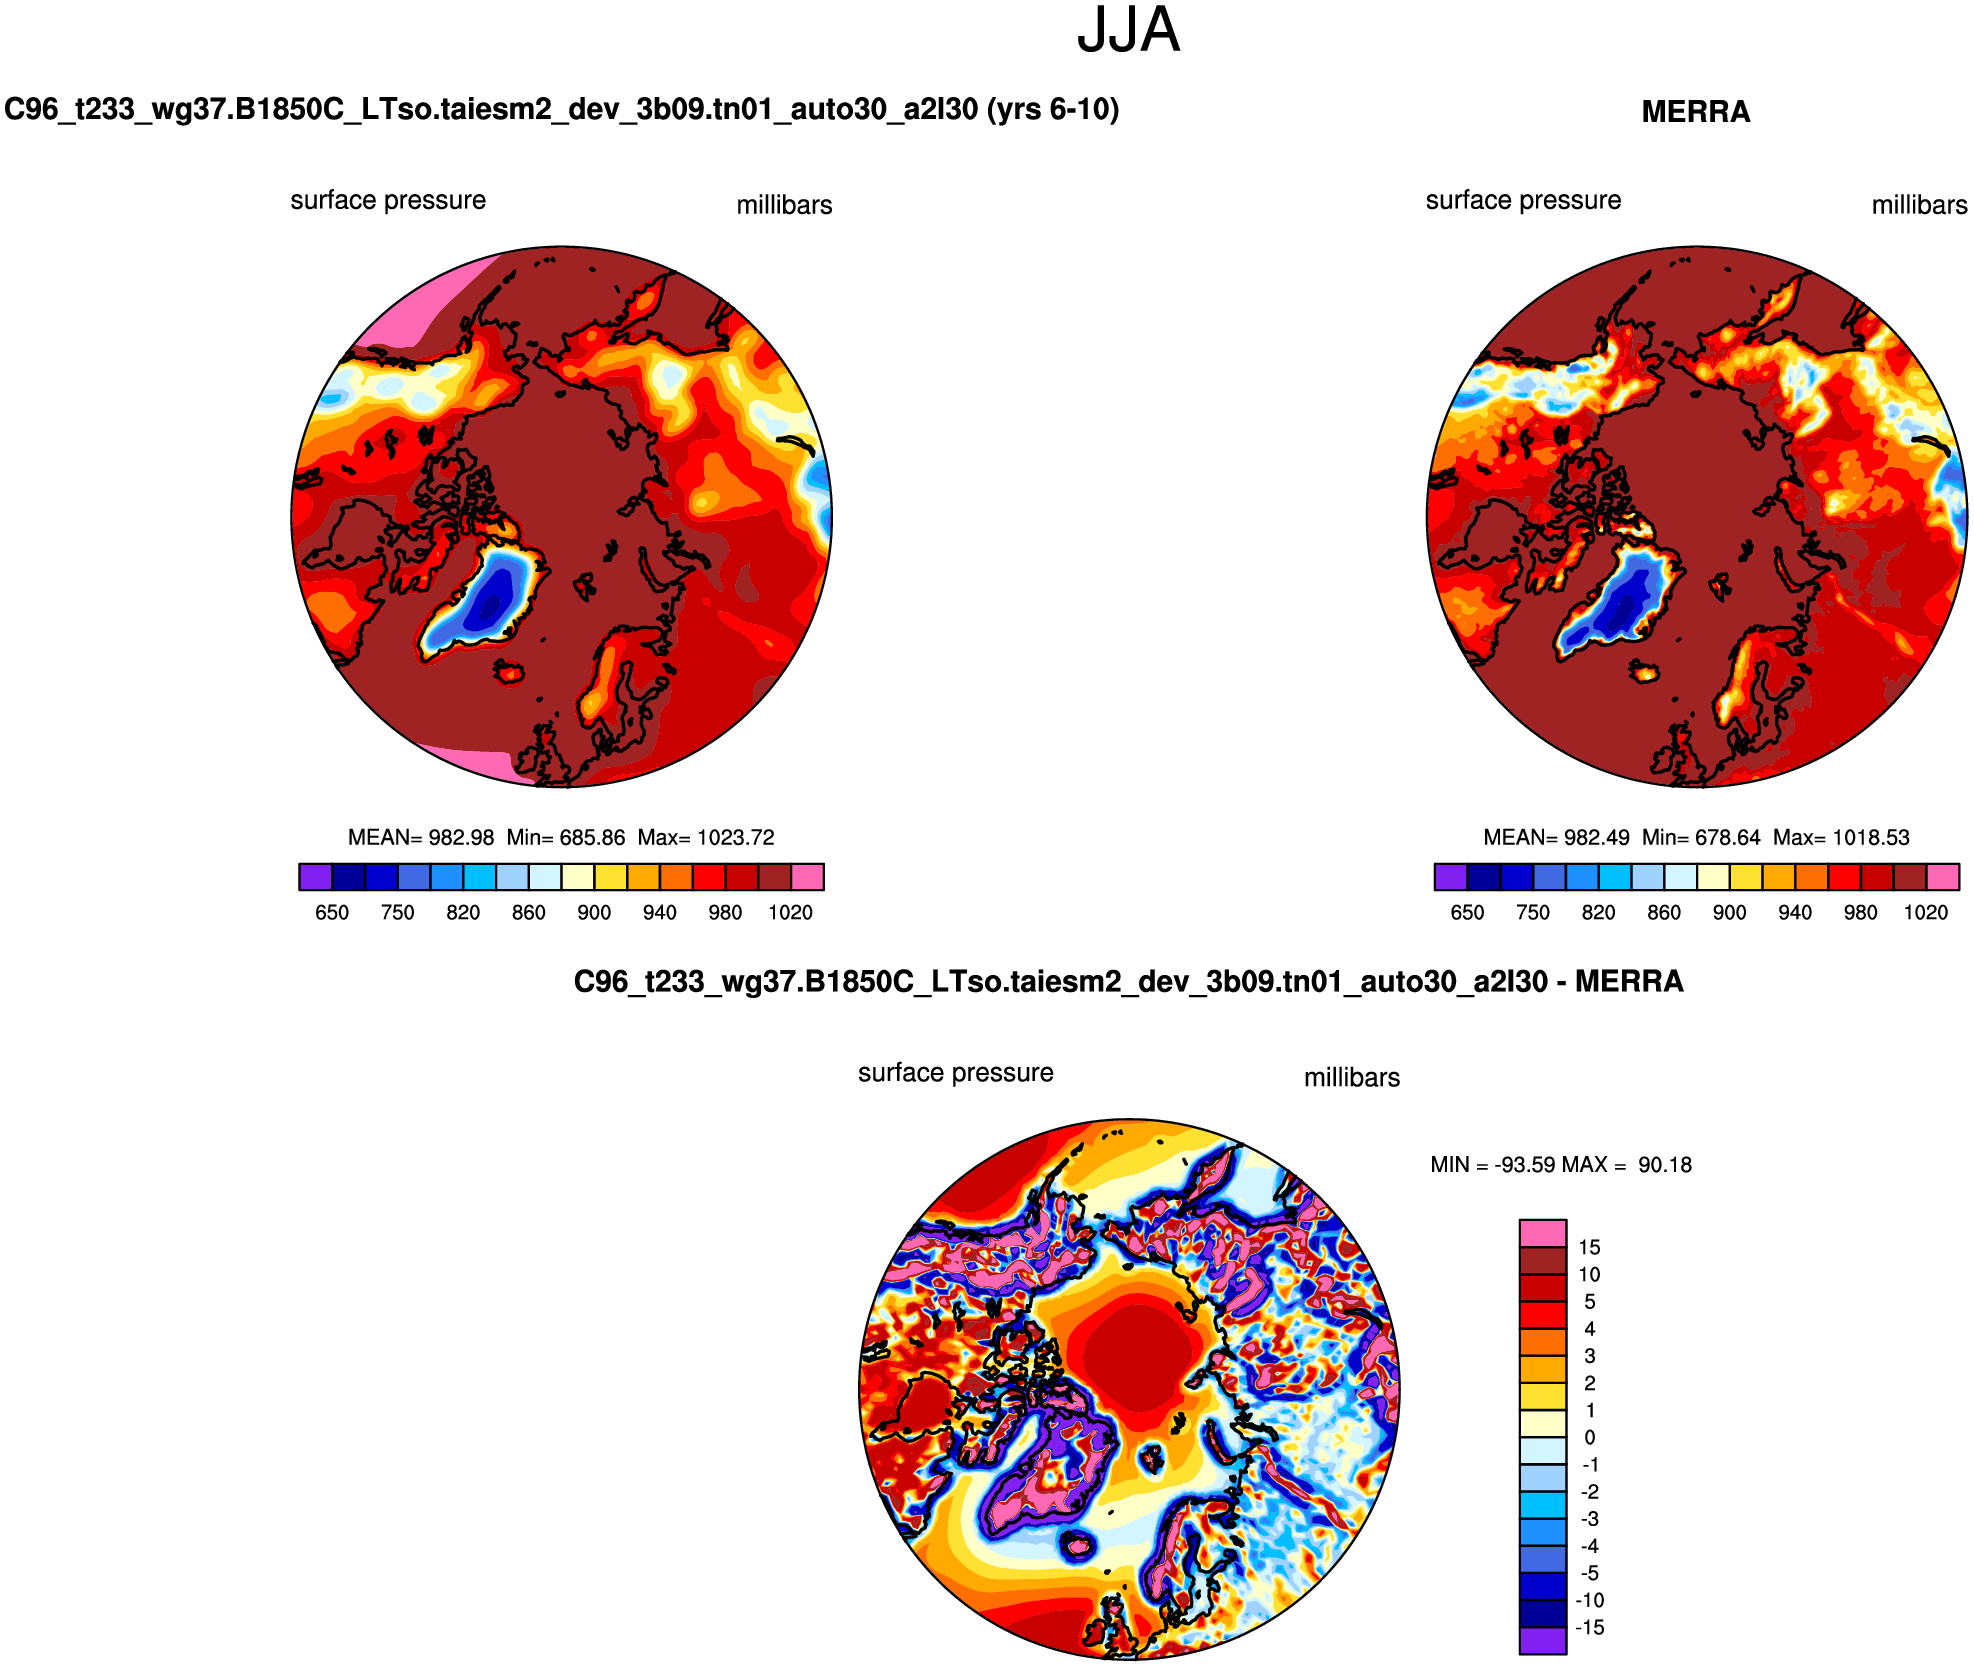 JJA
C96_t233_wg37.B1850C_LTso.taiesm2_dev_3b09.tn01_auto30_a2l30 (yrs 6-10)
MERRA
surface pressure millibars
surface pressure millibars
MEAN= 982.98 Min= 685.86 Max= 1023.72
MEAN= 982.49 Min= 678.64 Max= 1018.53
650 750 820 860 900 940 980 1020
650 750 820 860 900 940 980 1020
C96_t233_wg37.B1850C_LTso.taiesm2_dev_3b09.tn01_auto30_a2l30 - MERRA
surface pressure millibars
MIN = -93.59 MAX = 90.18
15
10
5
4
3
2
1
0
-1
-2
-3
-4
-5
-10
-15